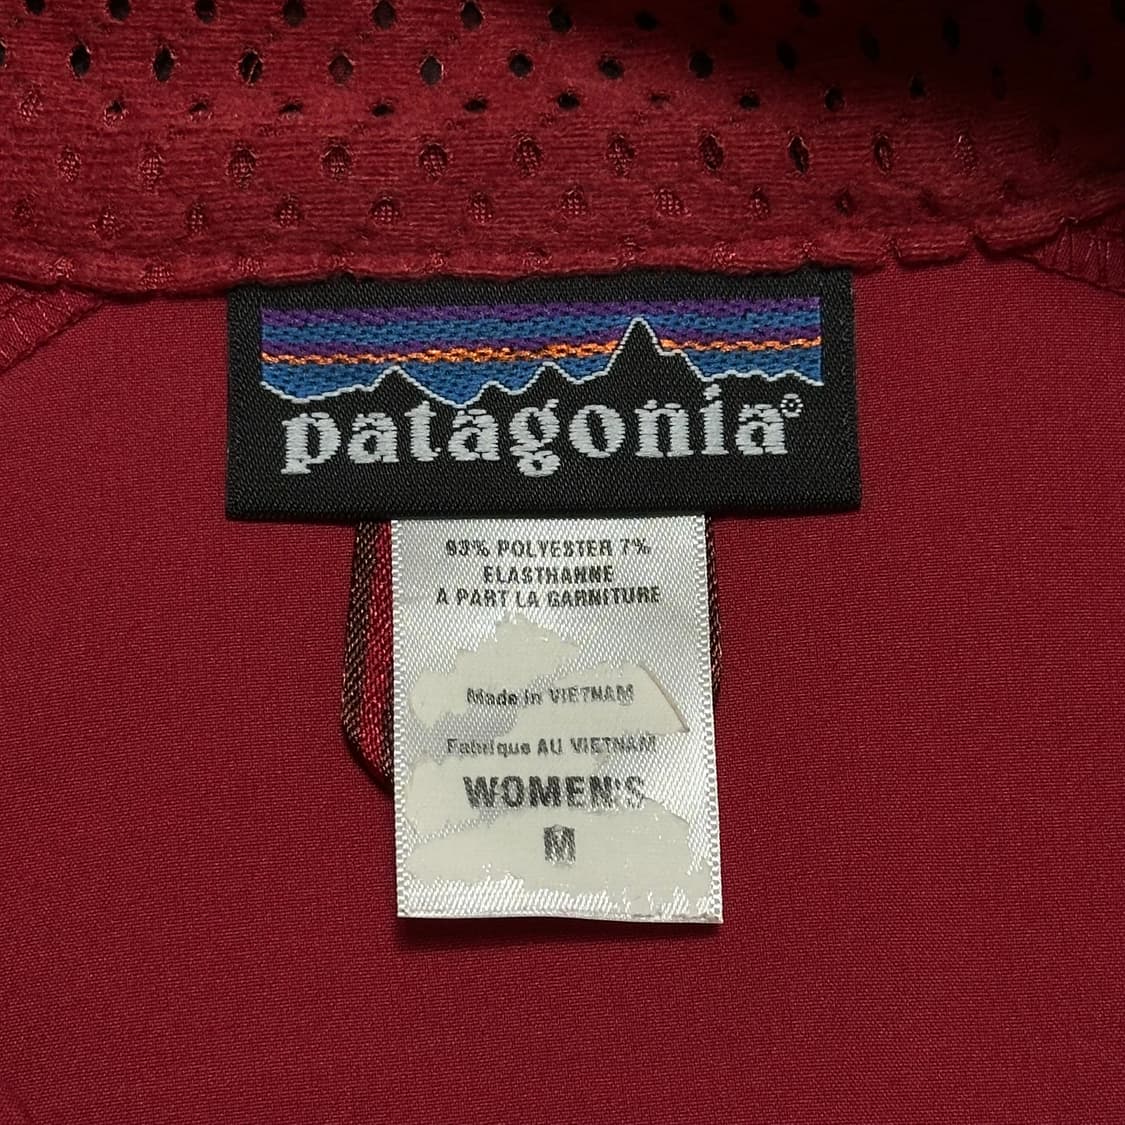 patagonia®
93% POLYESTER 7%
ELASTHANNE
A PART LA GARNITURE
Made in VIETNAM
Fabrique AU VIETNAM
WOMEN'S
M